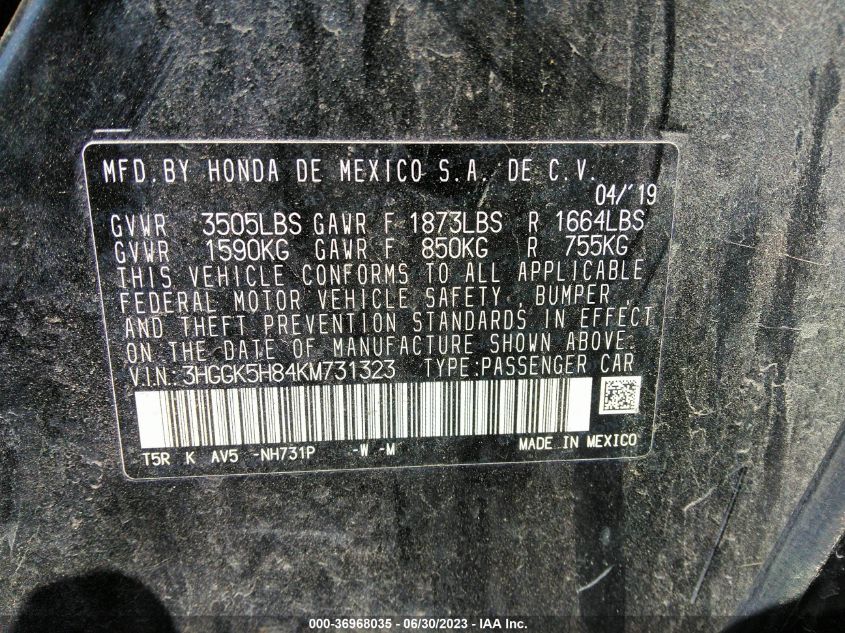 MFD. BY HONDA DE MEXICO S.A. DE C.V.
04/'19
GVWR 3505LBS GAWR F 1873LBS R 1664LBS
GVWR 1590KG GAWR F 850KG R 755KG
THIS VEHICLE CONFORMS TO ALL APPLICABLE
FEDERAL MOTOR VEHICLE SAFETY, BUMPER,
AND THEFT PREVENTION STANDARDS IN EFFECT
ON THE DATE OF MANUFACTURE SHOWN ABOVE.
V.I.N. 3HGGK5H84KM731323 TYPE:PASSENGER CAR
T5R K AV5 -NH731P -W -M MADE IN MEXICO
000-36968035 - 06/30/2023 - IAA Inc.